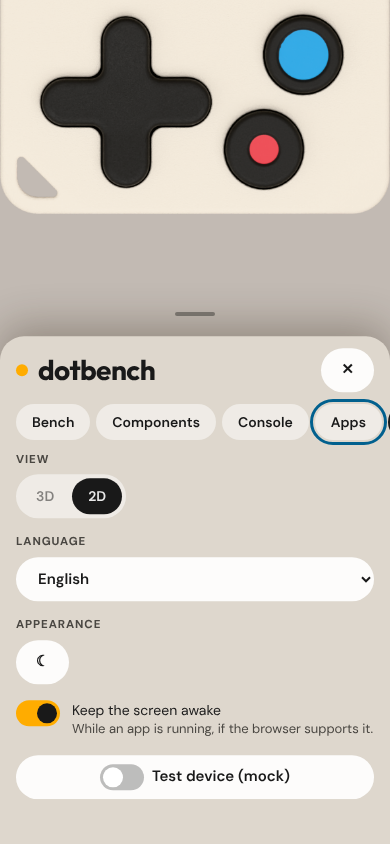 dotbench
×
Bench
Components
Console
Apps
VIEW
3D
2D
LANGUAGE
English
APPEARANCE
Keep the screen awake
While an app is running, if the browser supports it.
Test device (mock)